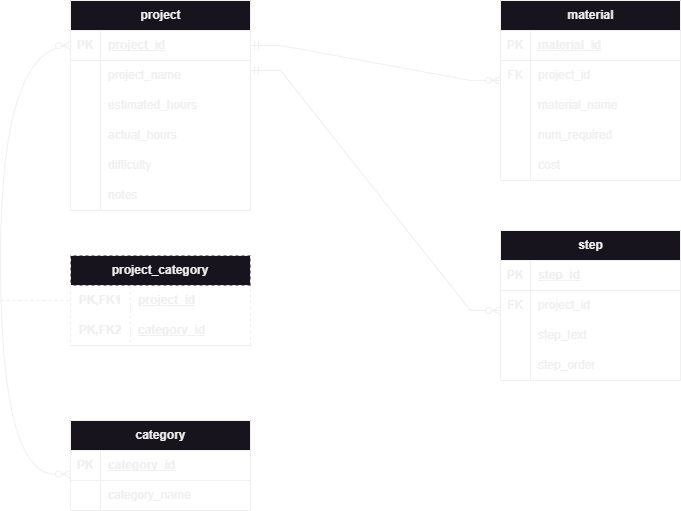 project
PK project_id
project_name
estimated_hours
actual_hours
difficulty
notes
material
PK material_id
FK project_id
material_name
num_required
cost
project_category
PK,FK1 project_id
PK,FK2 category_id
step
PK step_id
FK project_id
step_text
step_order
category
PK category_id
category_name